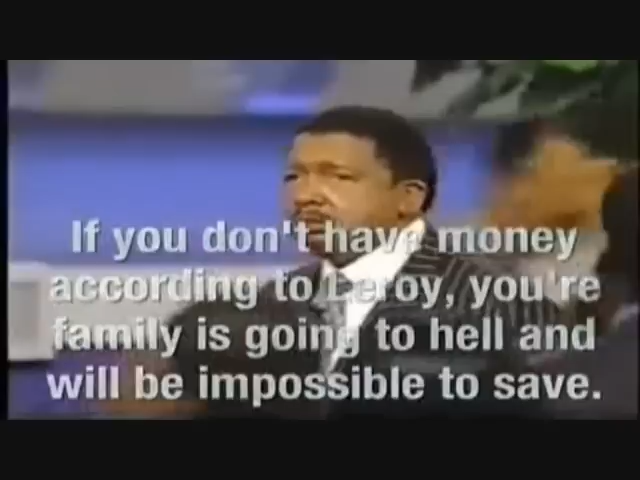 If you don't have money
according to Leroy, you're
family is going to hell and
will be impossible to save.